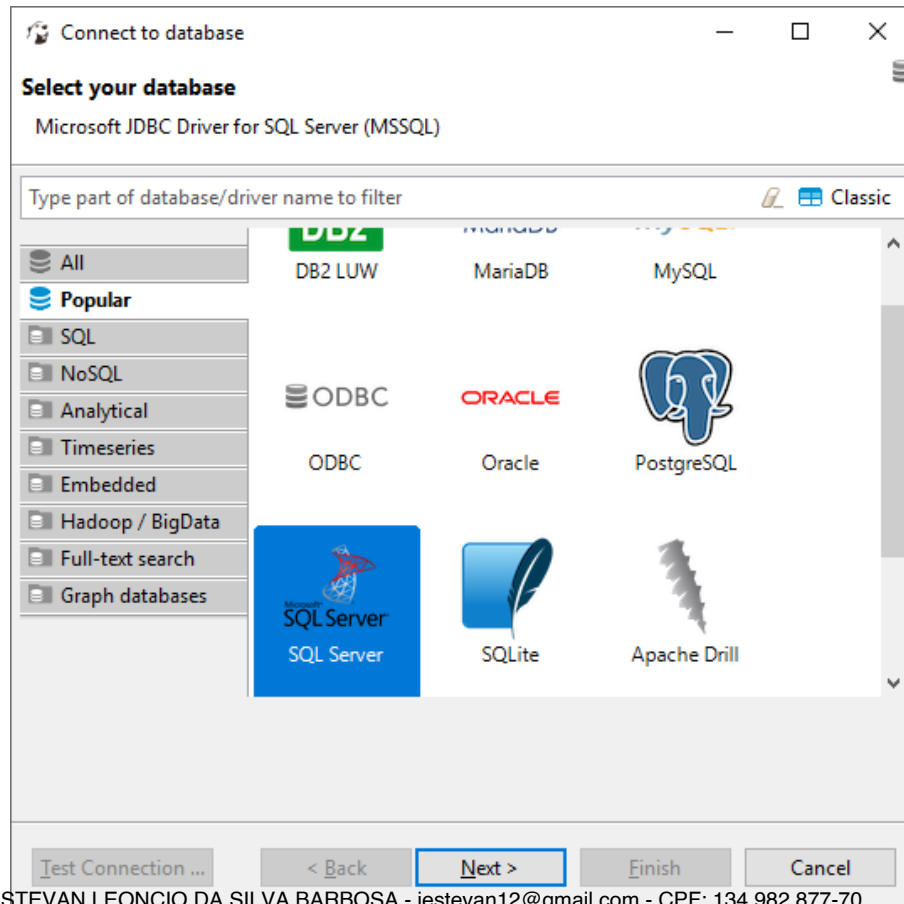 Connect to database
Select your database
Microsoft JDBC Driver for SQL Server (MSSQL)
Type part of database/driver name to filter
Classic
All
Popular
SQL
NoSQL
Analytical
Timeseries
Embedded
Hadoop / BigData
Full-text search
Graph databases
DB2
MariaDB
MySQL
DB2 LUW
MariaDB
MySQL
ODBC
ORACLE
ODBC
Oracle
PostgreSQL
Microsoft
SQL Server
SQL Server
SQLite
Apache Drill
Test Connection ...
< Back
Next >
Finish
Cancel
STEVAN LEONCIO DA SILVA BARBOSA - jestevan12@gmail.com - CPF: 134.982.877-70